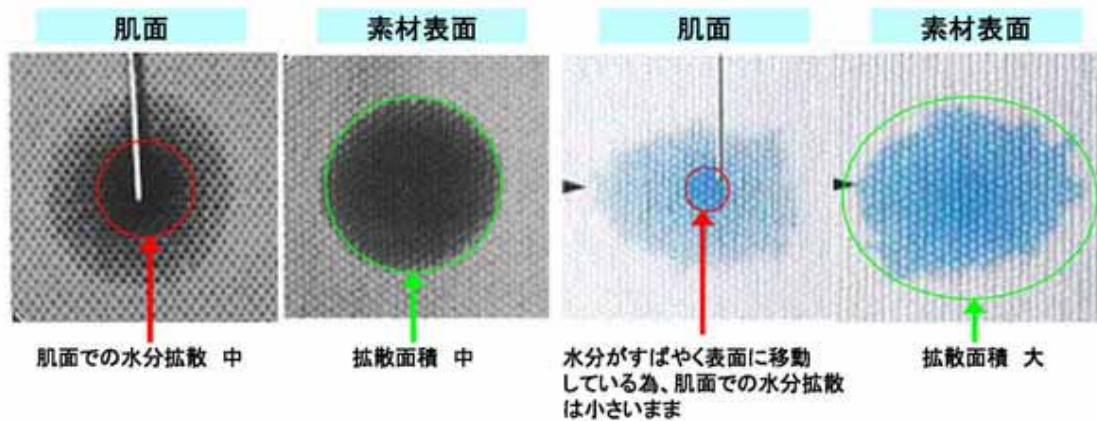 肌面
素材表面
肌面
素材表面
肌面での水分拡散 中
拡散面積 中
水分がすばやく表面に移動
している為、肌面での水分拡散
は小さいまま
拡散面積 大